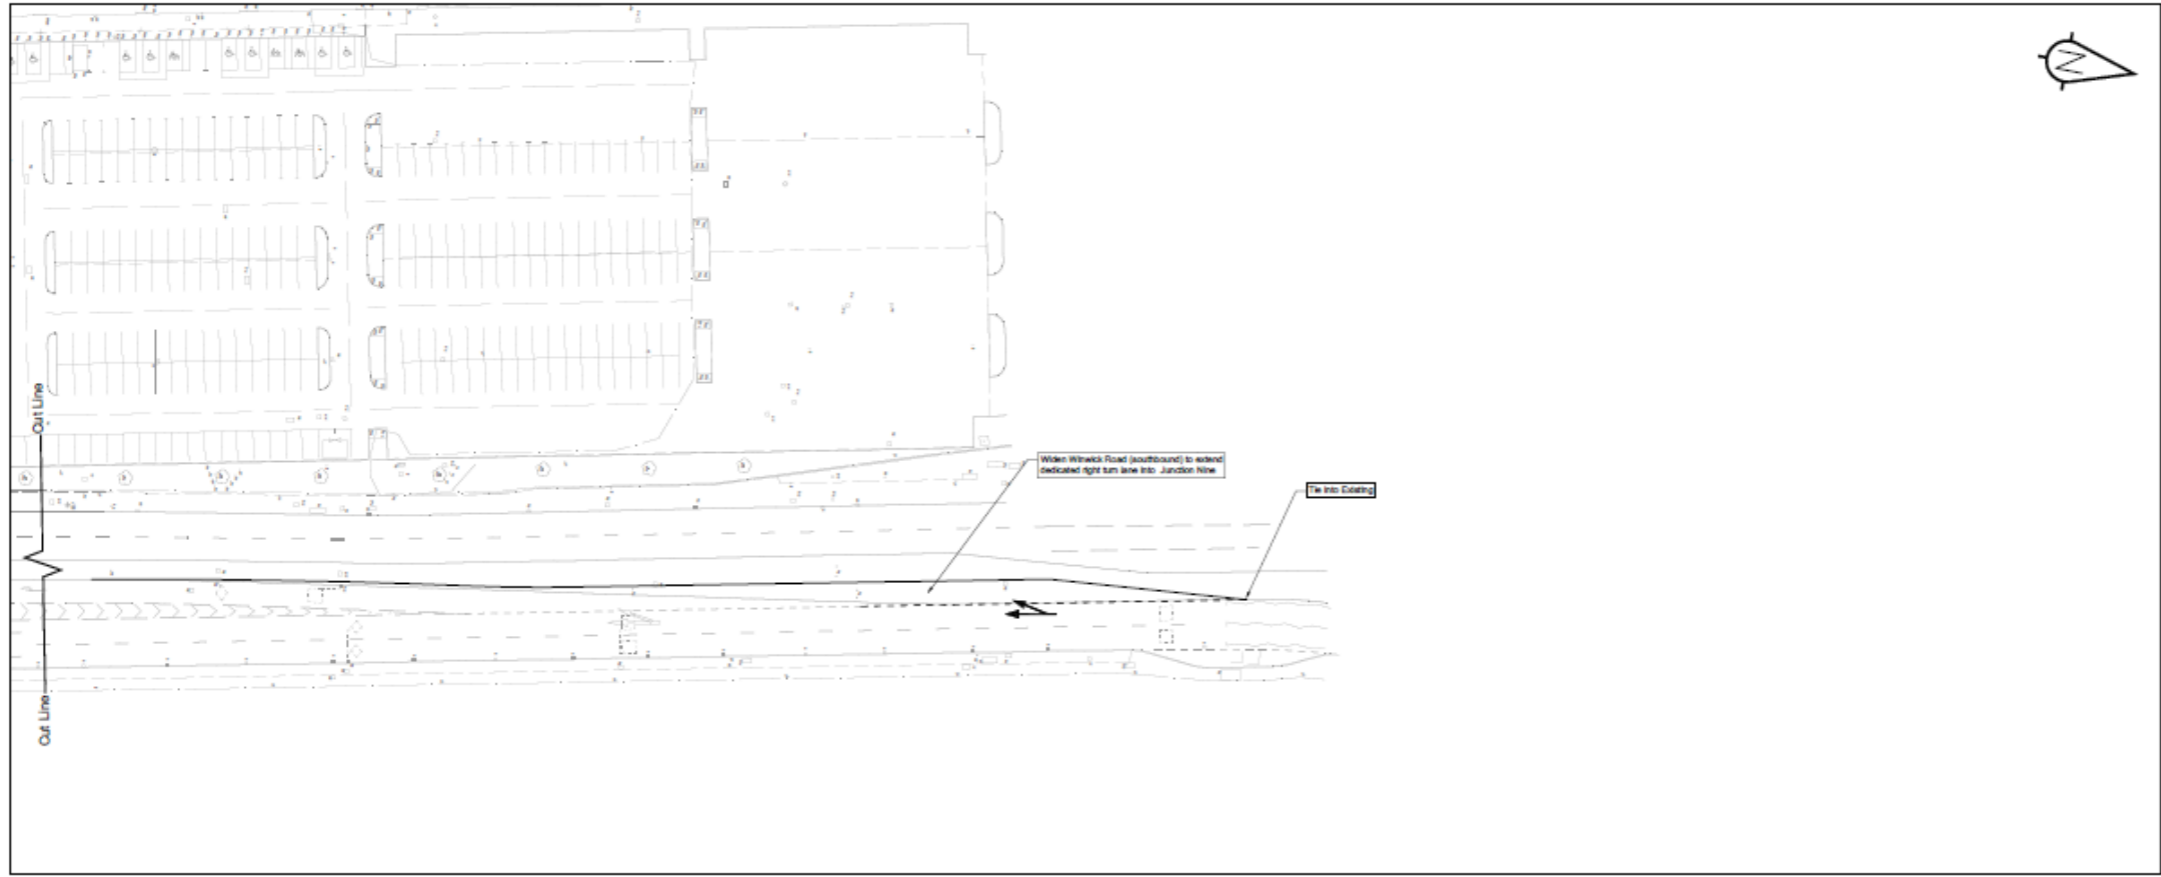 N
Cut Line
Widen Winwick Road (southbound) to extend
dedicated right turn lane into Junction Nine
Tie into Existing
Cut Line